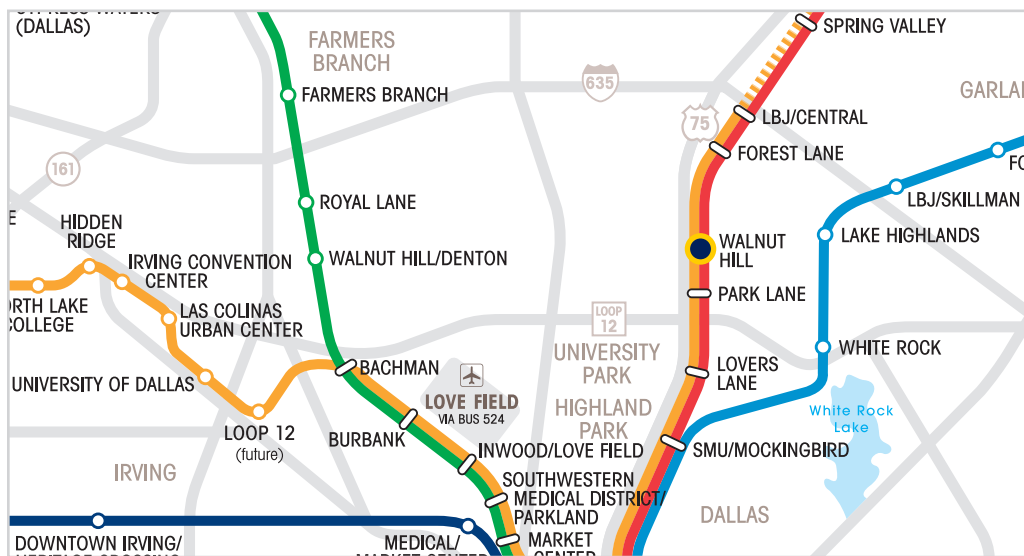 (DALLAS)
FARMERS
BRANCH
635
SPRING VALLEY
75
GARLAN
FARMERS BRANCH
LBJ/CENTRAL
FOREST LANE
161
LBJ/SKILLMAN
ROYAL LANE
HIDDEN
RIDGE
WALNUT HILL/DENTON
WALNUT
HILL
LAKE HIGHLANDS
IRVING CONVENTION
CENTER
ORTH LAKE
COLLEGE
PARK LANE
LAS COLINAS
URBAN CENTER
LOOP
12
UNIVERSITY
PARK
WHITE ROCK
BACHMAN
LOVERS
LANE
UNIVERSITY OF DALLAS
LOVE FIELD
VIA BUS 524
HIGHLAND
PARK
White Rock
Lake
LOOP 12
(future)
BURBANK
INWOOD/LOVE FIELD
SMU/MOCKINGBIRD
IRVING
SOUTHWESTERN
MEDICAL DISTRICT/
PARKLAND
DALLAS
DOWNTOWN IRVING/
MEDICAL/
MARKET